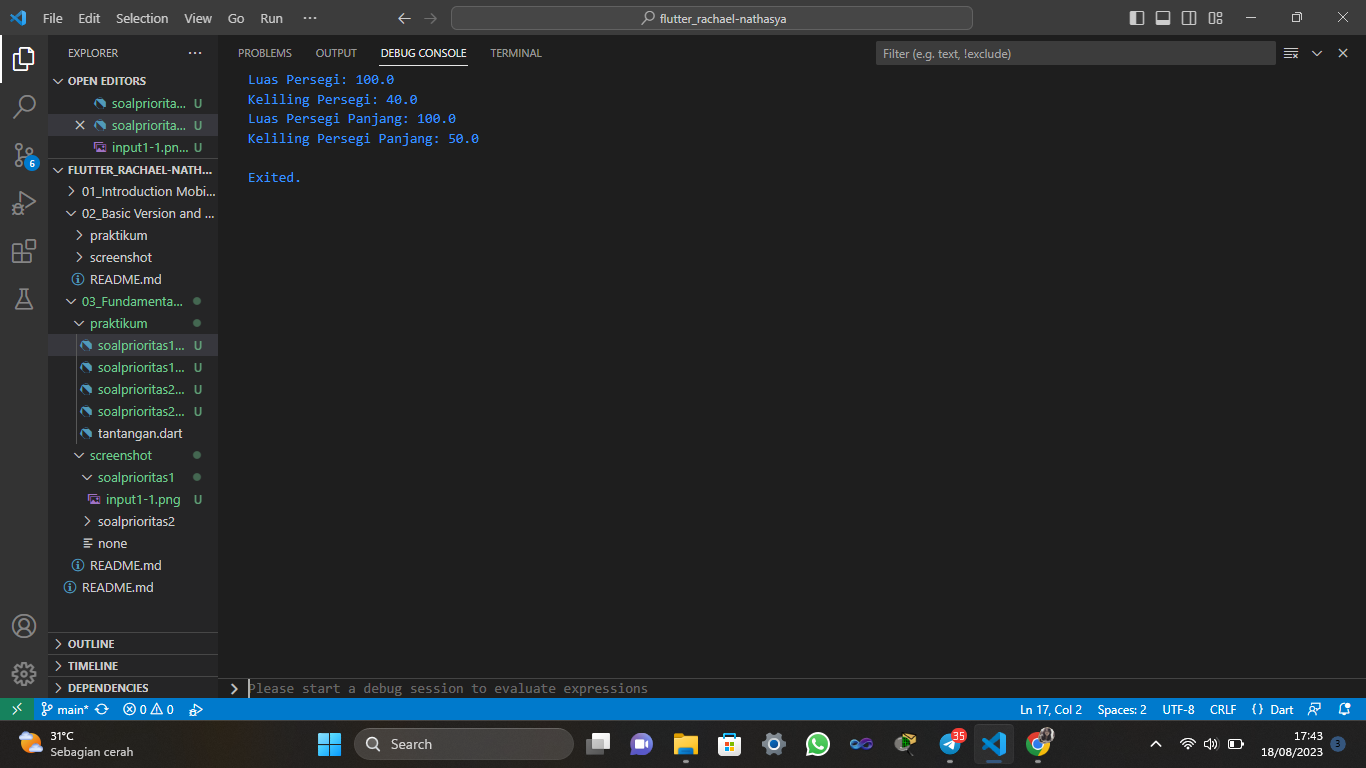 File Edit Selection View Go Run ···
flutter_rachael-nathasya
EXPLORER ···
OPEN EDITORS
soalpriorita... U
soalpriorita... U
input1-1.pn... U
FLUTTER_RACHAEL-NATH...
01_Introduction Mobi...
02_Basic Version and ...
praktikum
screenshot
README.md
03_Fundamenta...
praktikum
soalprioritas1... U
soalprioritas1... U
soalprioritas2... U
soalprioritas2... U
tantangan.dart
screenshot
soalprioritas1
input1-1.png U
soalprioritas2
none
README.md
README.md
OUTLINE
TIMELINE
DEPENDENCIES
6
PROBLEMS OUTPUT DEBUG CONSOLE TERMINAL
Filter (e.g. text, !exclude)
Luas Persegi: 100.0
Keliling Persegi: 40.0
Luas Persegi Panjang: 100.0
Keliling Persegi Panjang: 50.0
Exited.
Please start a debug session to evaluate expressions
main* 0 0 Ln 17, Col 2 Spaces: 2 UTF-8 CRLF {} Dart
31°C
Sebagian cerah
Search
35
17:43
18/08/2023
3